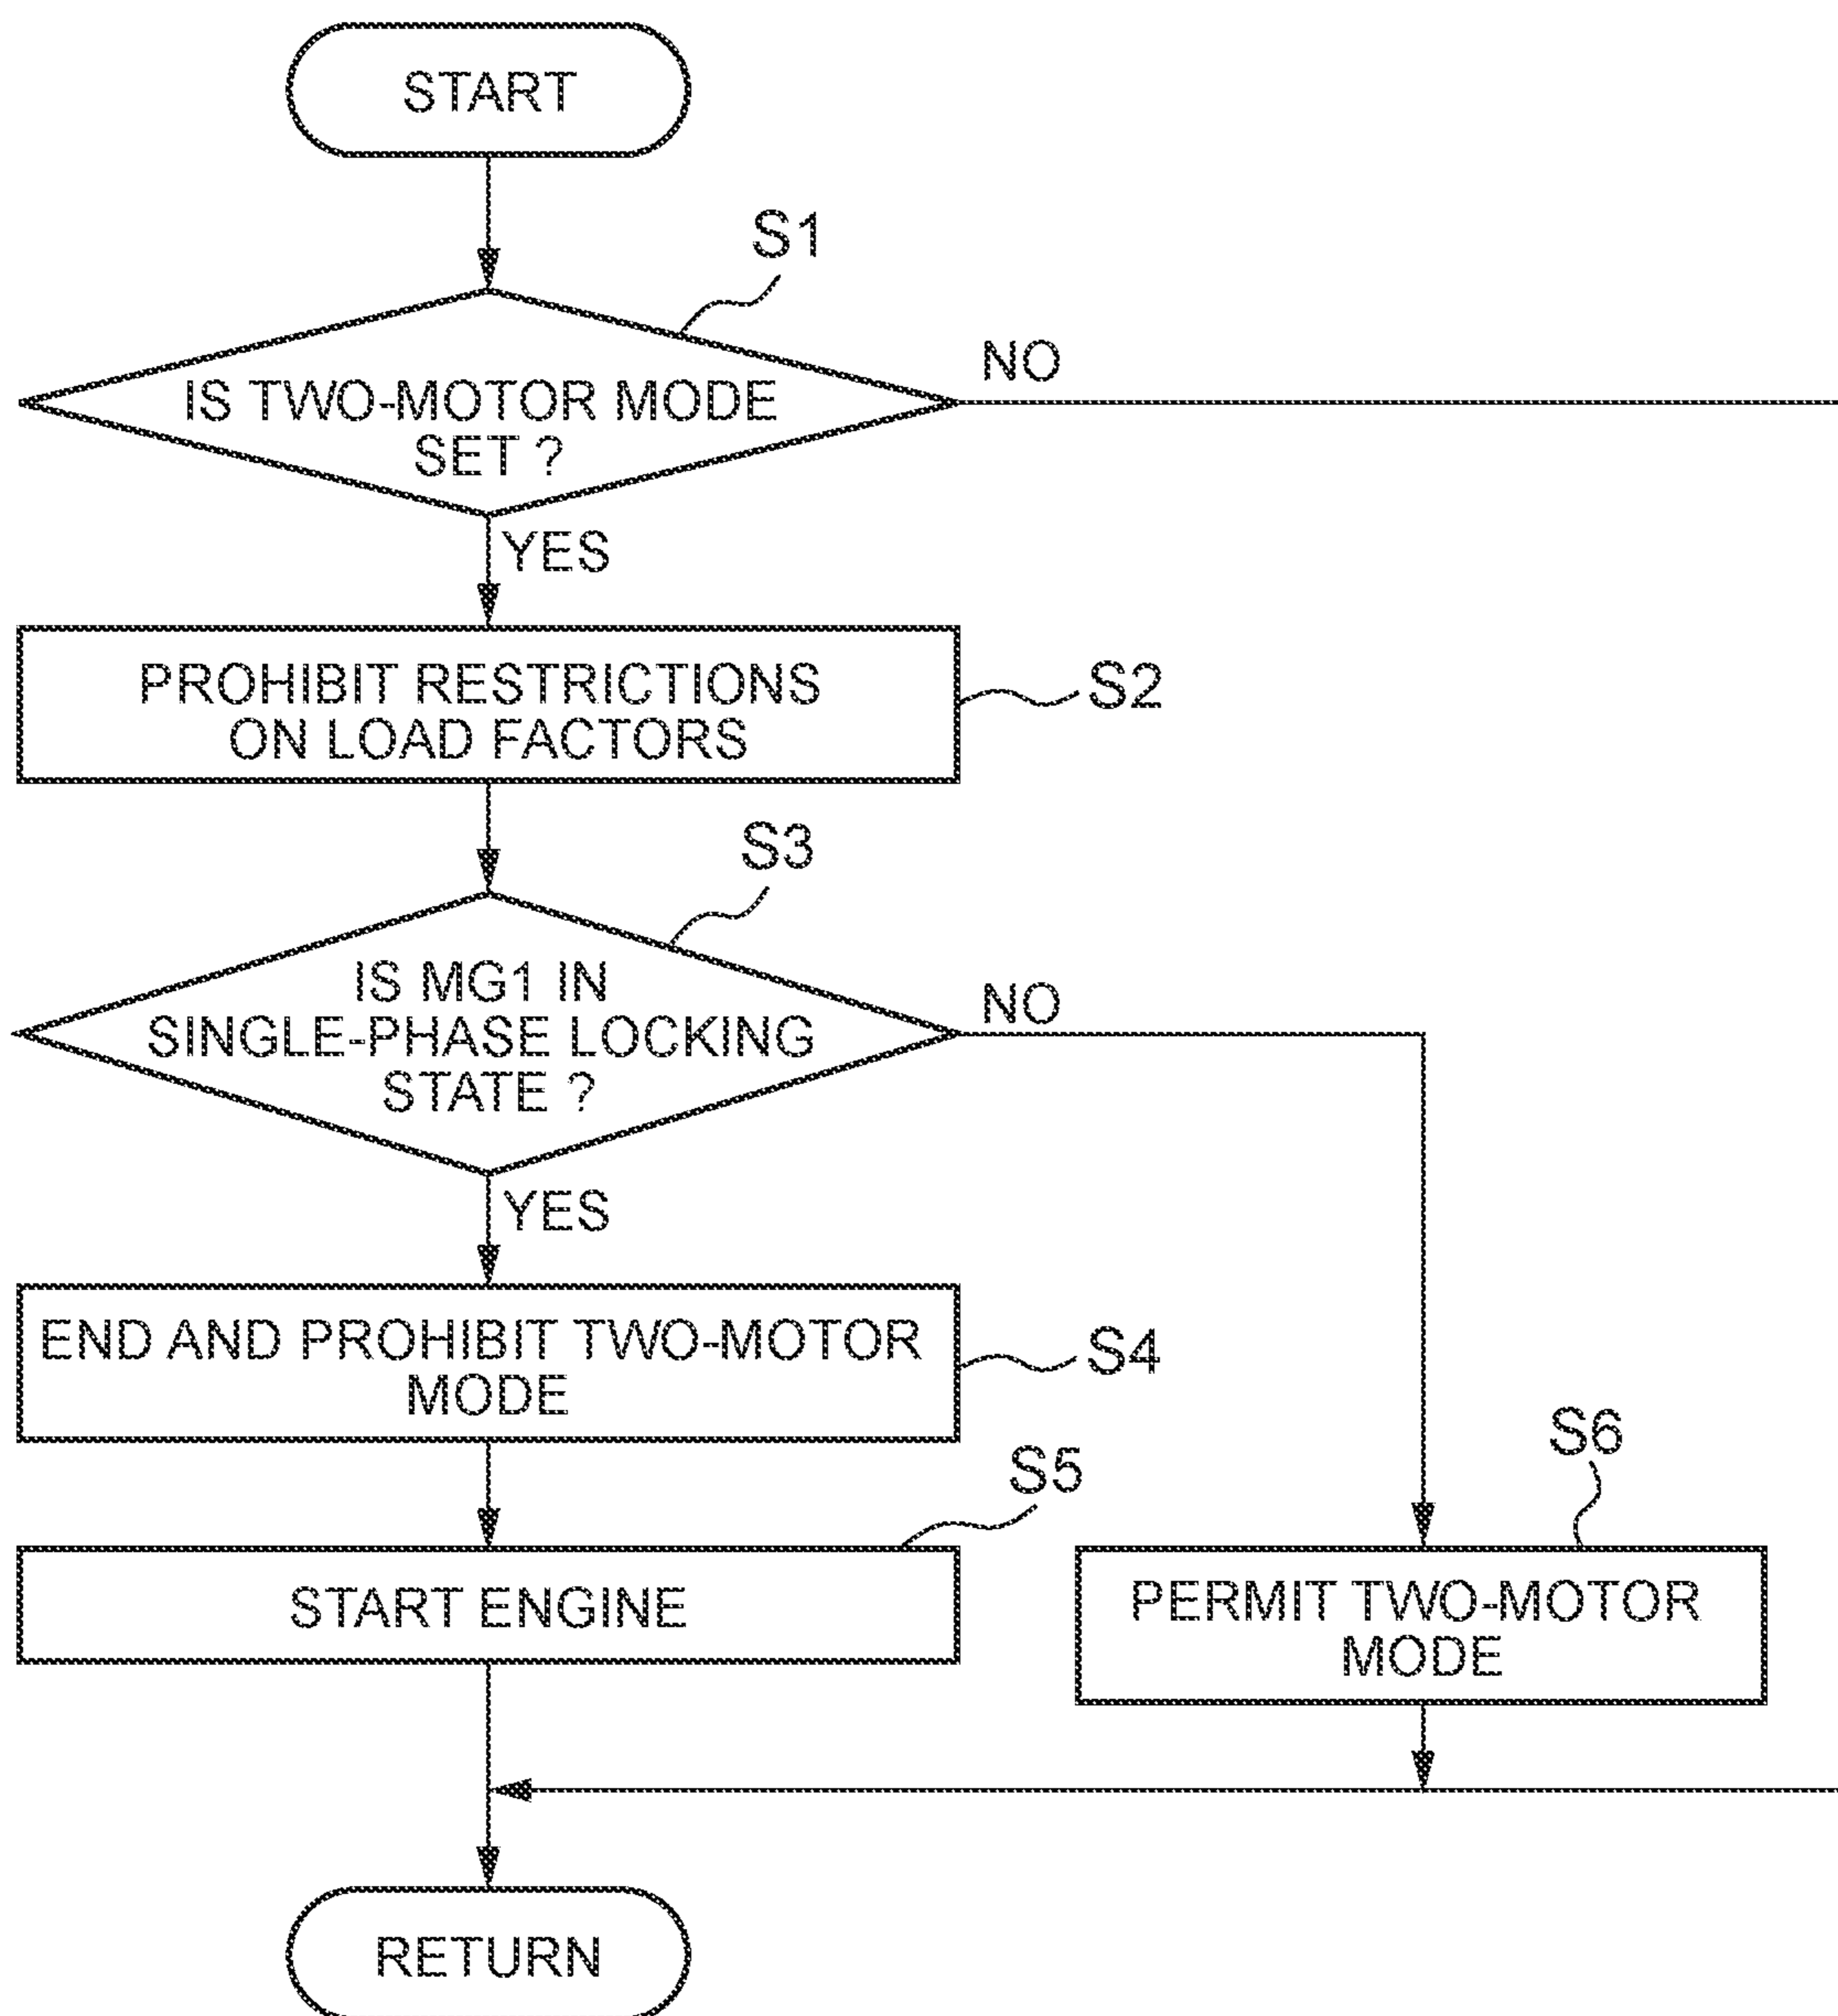 START
S1
IS TWO-MOTOR MODE
SET ?
NO
YES
PROHIBIT RESTRICTIONS
ON LOAD FACTORS
S2
S3
IS MG1 IN
SINGLE-PHASE LOCKING
STATE ?
NO
YES
END AND PROHIBIT TWO-MOTOR
MODE
S4
S5
START ENGINE
S6
PERMIT TWO-MOTOR
MODE
RETURN